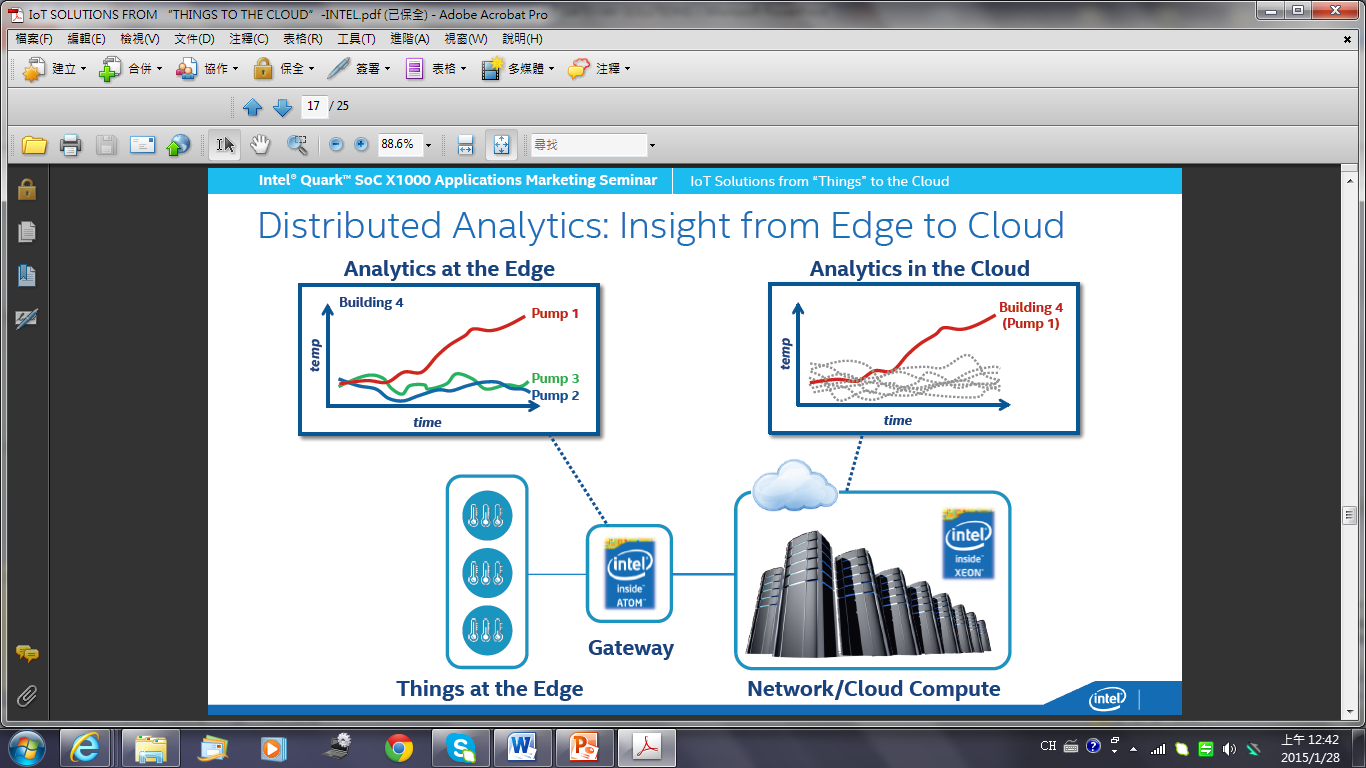 IoT SOLUTIONS FROM “THINGS TO THE CLOUD” -INTEL.pdf (已保全) - Adobe Acrobat Pro
檔案(F) 編輯(E) 檢視(V) 文件(D) 注釋(C) 表格(R) 工具(T) 進階(A) 視窗(W) 說明(H)
建立 合併 協作 保全 簽署 表格 多媒體 注釋
17 / 25
88.6% 尋找
Intel® Quark™ SoC X1000 Applications Marketing Seminar IoT Solutions from “Things” to the Cloud
Distributed Analytics: Insight from Edge to Cloud
Analytics at the Edge
Building 4
Pump 1
Pump 3
Pump 2
temp
time
Analytics in the Cloud
Building 4
(Pump 1)
temp
time
intel
inside™
ATOM™
Gateway
Things at the Edge
intel
inside™
XEON™
Network/Cloud Compute
intel
CH
上午 12:42
2015/1/28